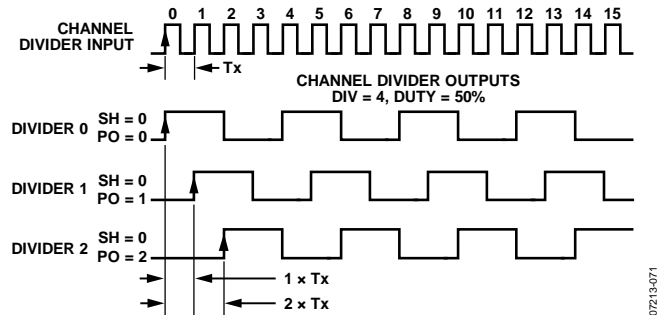 0 1 2 3 4 5 6 7 8 9 10 11 12 13 14 15
CHANNEL
DIVIDER INPUT
Tx
CHANNEL DIVIDER OUTPUTS
DIV = 4, DUTY = 50%
DIVIDER 0 SH = 0
PO = 0
DIVIDER 1 SH = 0
PO = 1
DIVIDER 2 SH = 0
PO = 2
1 × Tx
2 × Tx
07213-071